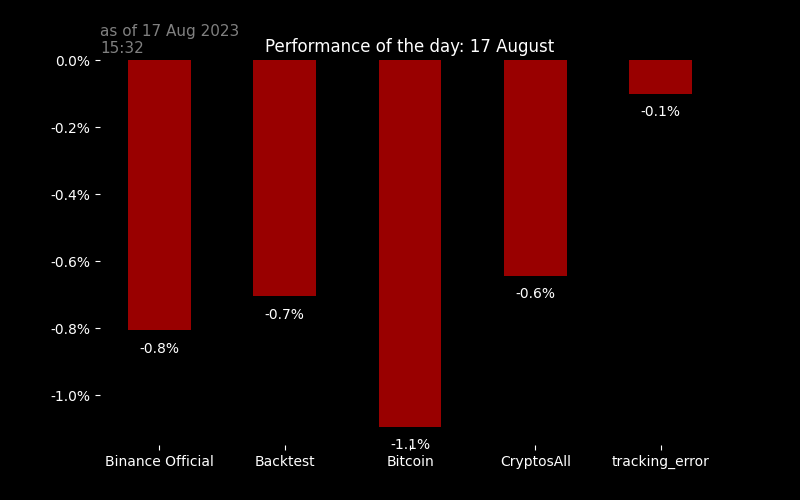 as of 17 Aug 2023
15:32
Performance of the day: 17 August
0.0%
-0.2%
-0.4%
-0.6%
-0.8%
-1.0%
-0.8%
-0.7%
-1.1%
-0.6%
-0.1%
Binance Official
Backtest
Bitcoin
CryptosAll
tracking_error